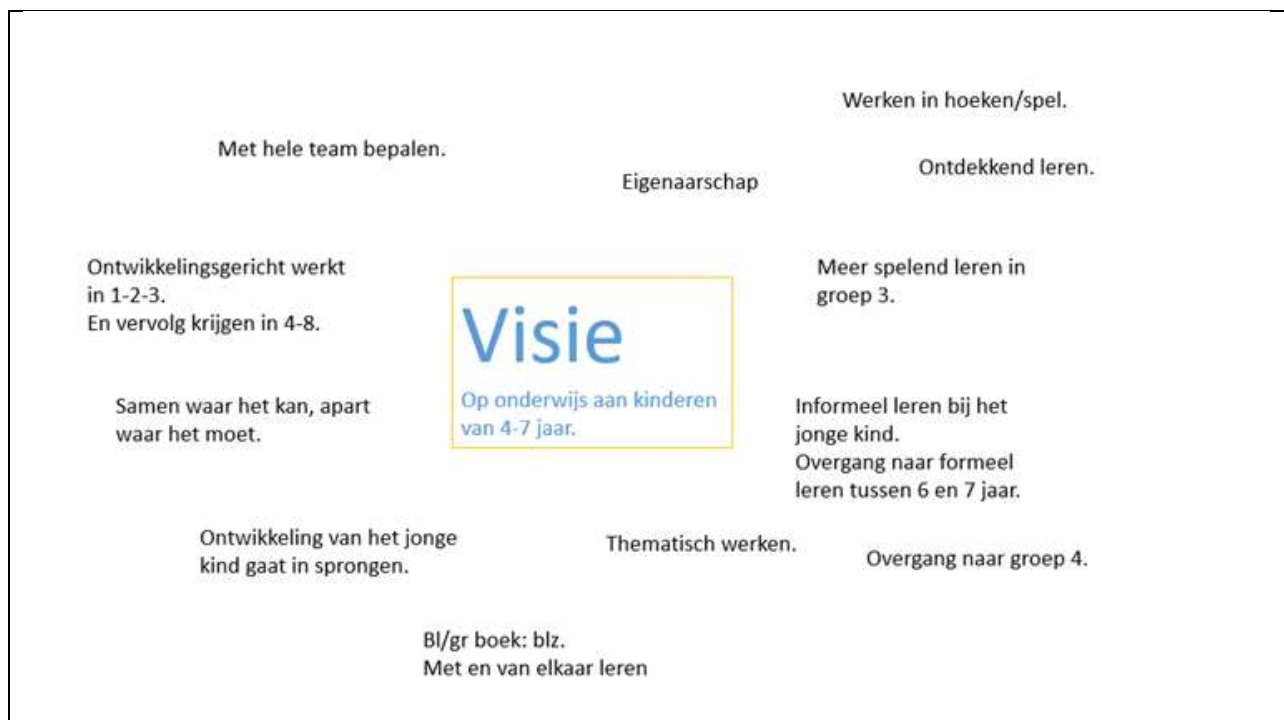 Werken in hoeken/spel.
Met hele team bepalen.
Ontdekkend leren.
Eigenaarschap
Ontwikkelingsgericht werkt
in 1-2-3.
En vervolg krijgen in 4-8.
Meer spelend leren in
groep 3.
Visie
Op onderwijs aan kinderen
van 4-7 jaar.
Samen waar het kan, apart
waar het moet.
Informeel leren bij het
jonge kind.
Overgang naar formeel
leren tussen 6 en 7 jaar.
Ontwikkeling van het jonge
kind gaat in sprongen.
Thematisch werken.
Overgang naar groep 4.
Bl/gr boek: blz.
Met en van elkaar leren